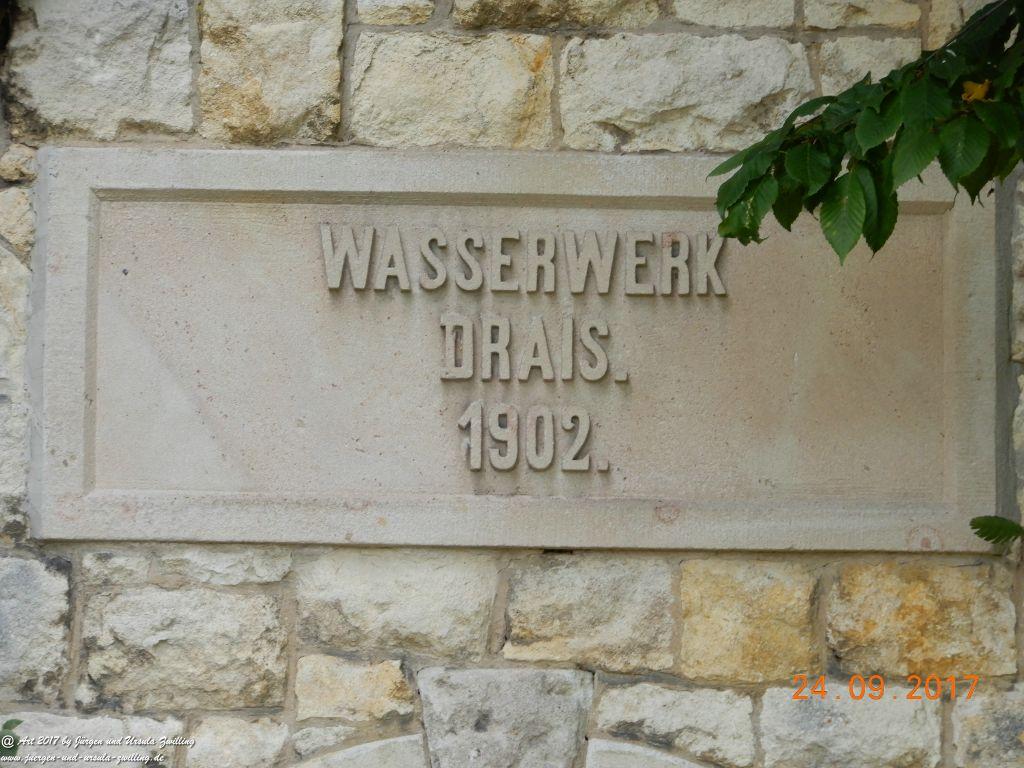 WASSERWERK
DRAIS.
1902.
24.09.2017
@ Art 2017 by Jürgen und Ursula Zwilling
www.juergen-und-ursula-zwilling.de